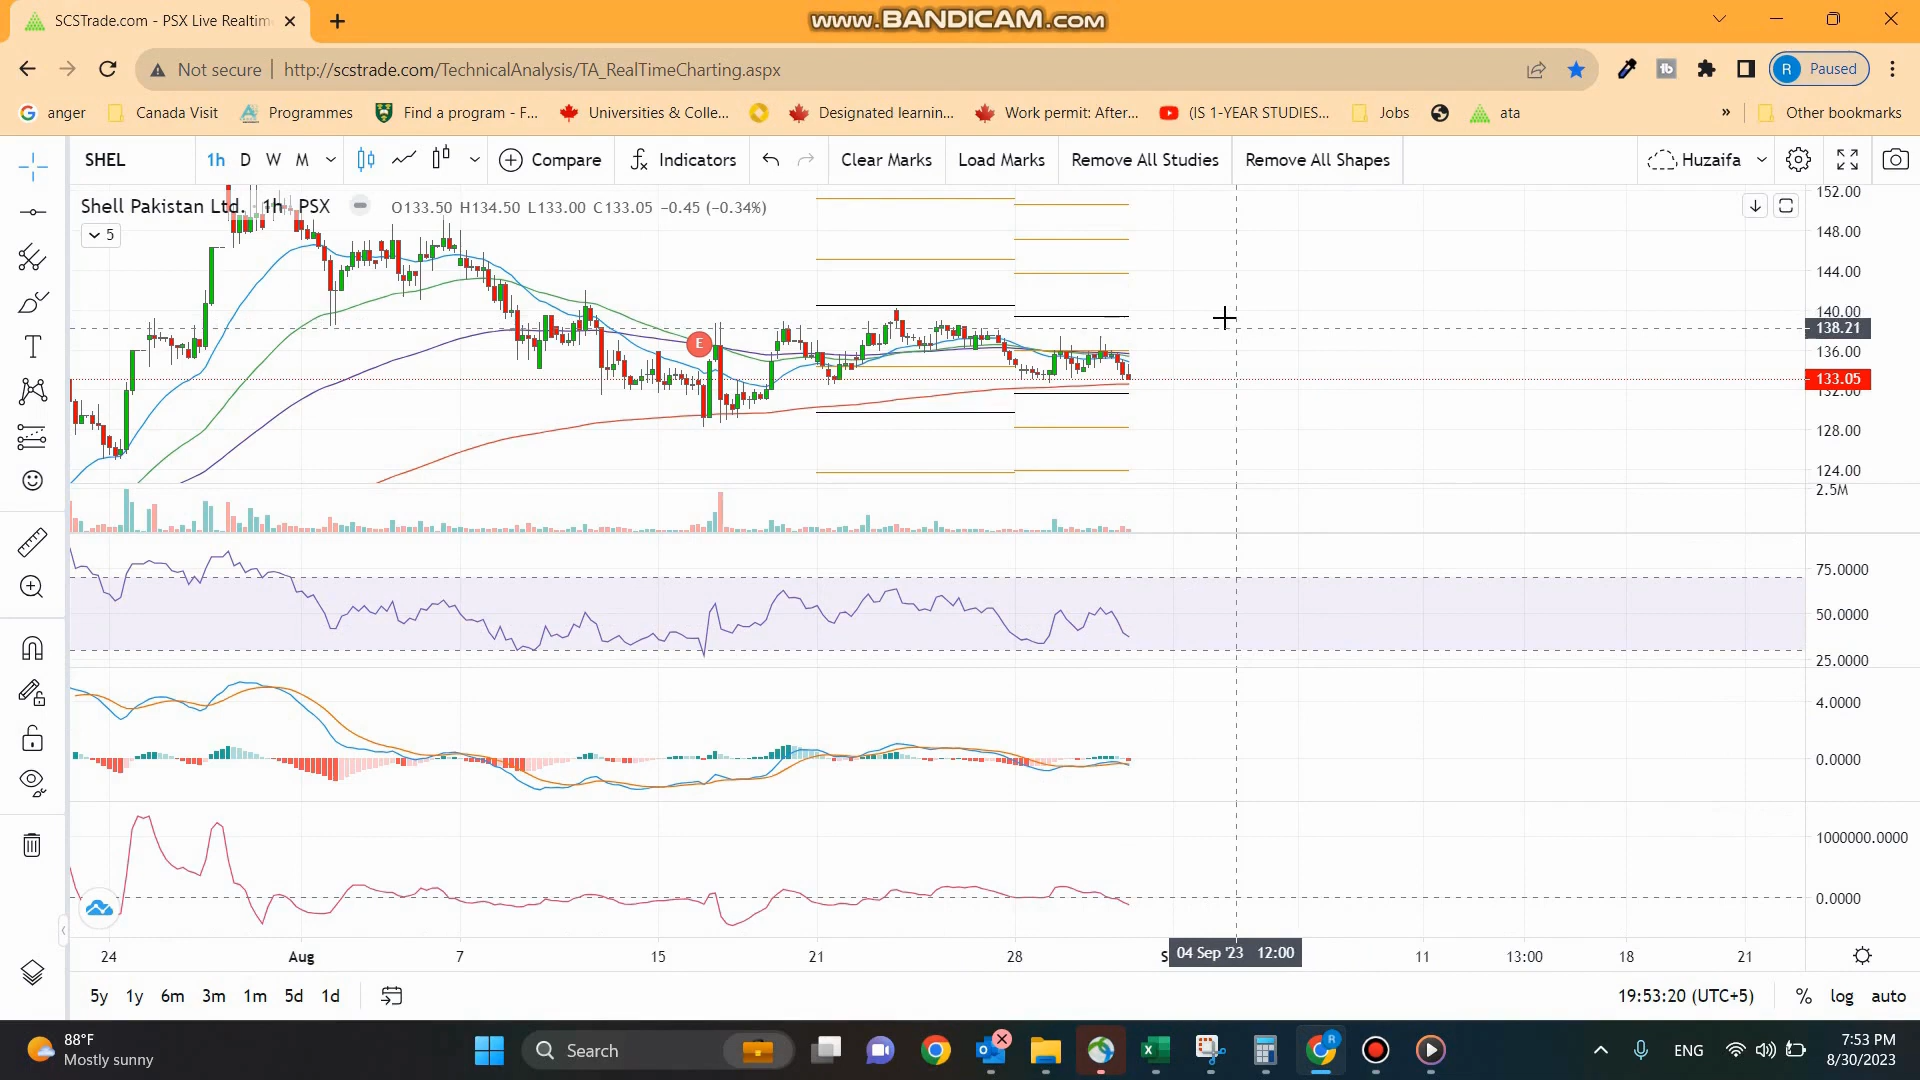 SCSTrade.com - PSX Live Realtim
www.BANDICAM.com
Not secure
http://scstrade.com/TechnicalAnalysis/TA_RealTimeCharting.aspx
R Paused
anger
Canada Visit
Programmes
Find a program - F...
Universities & Colle...
Designated learnin...
Work permit: After...
(IS 1-YEAR STUDIES...
Jobs
ata
»
Other bookmarks
SHEL
1h D W M
Compare
Indicators
Clear Marks
Load Marks
Remove All Studies
Remove All Shapes
Huzaifa
Shell Pakistan Ltd. · 1h · PSX
O133.50 H134.50 L133.00 C133.05 −0.45 (−0.34%)
5
E
152.00
148.00
144.00
140.00
138.21
136.00
133.05
132.00
128.00
124.00
2.5M
75.0000
50.0000
25.0000
4.0000
0.0000
1000000.0000
0.0000
24 Aug 7 15 21 28 S 04 Sep '23 12:00 11 13:00 18 21
5y 1y 6m 3m 1m 5d 1d
19:53:20 (UTC+5)
% log auto
88°F
Mostly sunny
Search
R
ENG
7:53 PM
8/30/2023